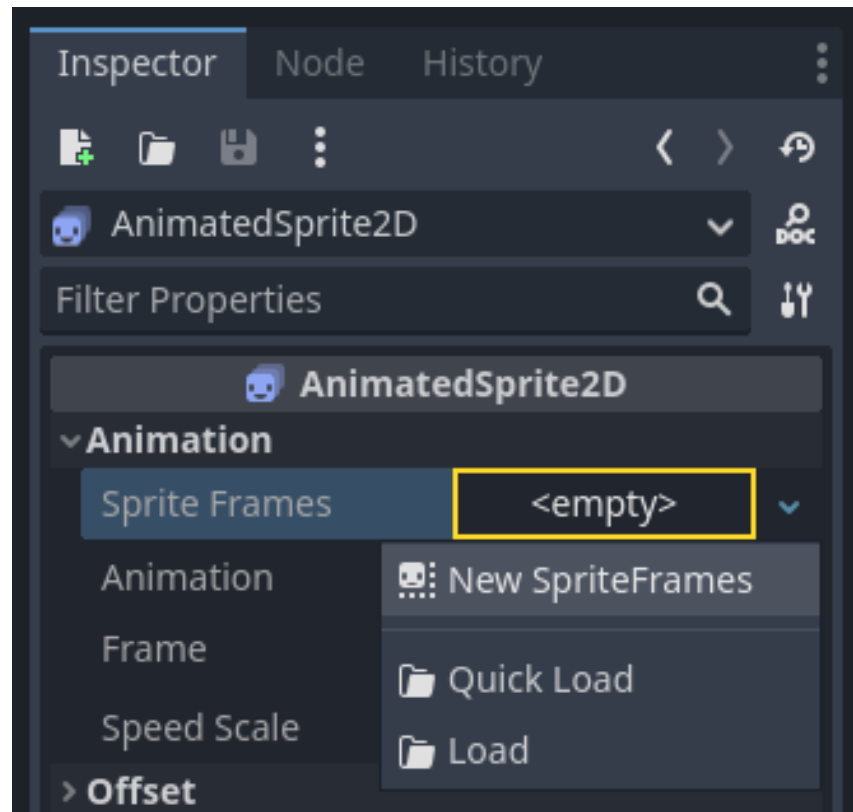 Inspector Node History
AnimatedSprite2D
DOC
Filter Properties
AnimatedSprite2D
Animation
Sprite Frames <empty>
Animation
New SpriteFrames
Frame
Quick Load
Speed Scale
Load
Offset